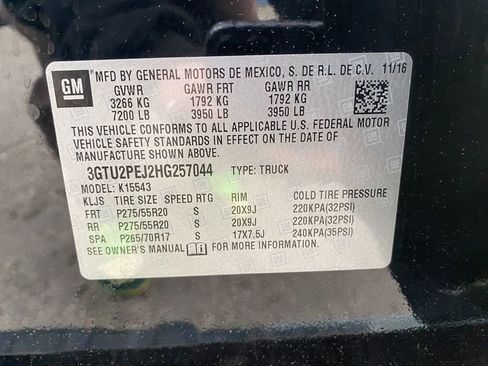 GM MFD BY GENERAL MOTORS DE MEXICO, S. DE R.L. DE C.V. 11/16
GVWR GAWR FRT GAWR RR
3266 KG 1792 KG 1792 KG
7200 LB 3950 LB 3950 LB
THIS VEHICLE CONFORMS TO ALL APPLICABLE U.S. FEDERAL MOTOR
VEHICLE SAFETY STANDARDS IN EFFECT ON THE DATE OF
MANUFACTURE SHOWN ABOVE.
3GTU2PEJ2HG257044 TYPE: TRUCK
MODEL: K15543
KLJS TIRE SIZE SPEED RTG RIM COLD TIRE PRESSURE
FRT P275/55R20 S 20X9J 220KPA(32PSI)
RR P275/55R20 S 20X9J 220KPA(32PSI)
SPA P265/70R17 S 17X7.5J 240KPA(35PSI)
SEE OWNER'S MANUAL FOR MORE INFORMATION.